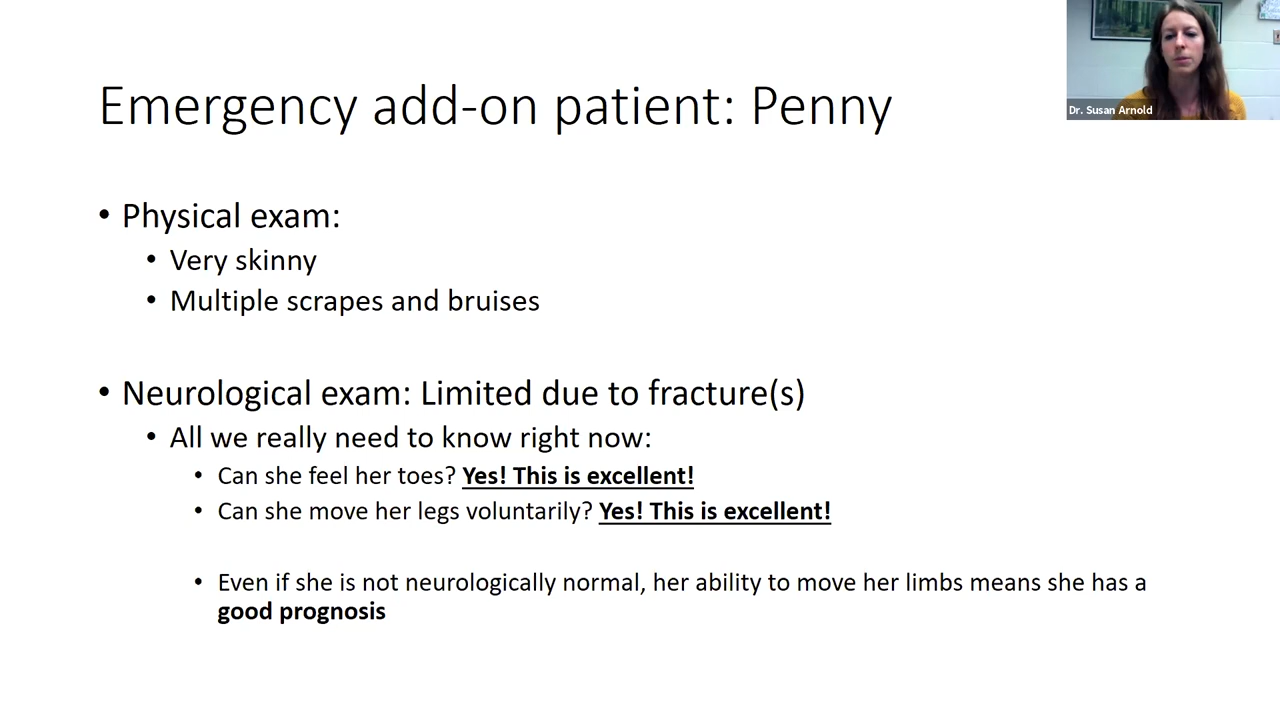 Emergency add-on patient: Penny
Dr. Susan Arnold
• Physical exam:
• Very skinny
• Multiple scrapes and bruises
• Neurological exam: Limited due to fracture(s)
• All we really need to know right now:
• Can she feel her toes? Yes! This is excellent!
• Can she move her legs voluntarily? Yes! This is excellent!
• Even if she is not neurologically normal, her ability to move her limbs means she has a
good prognosis